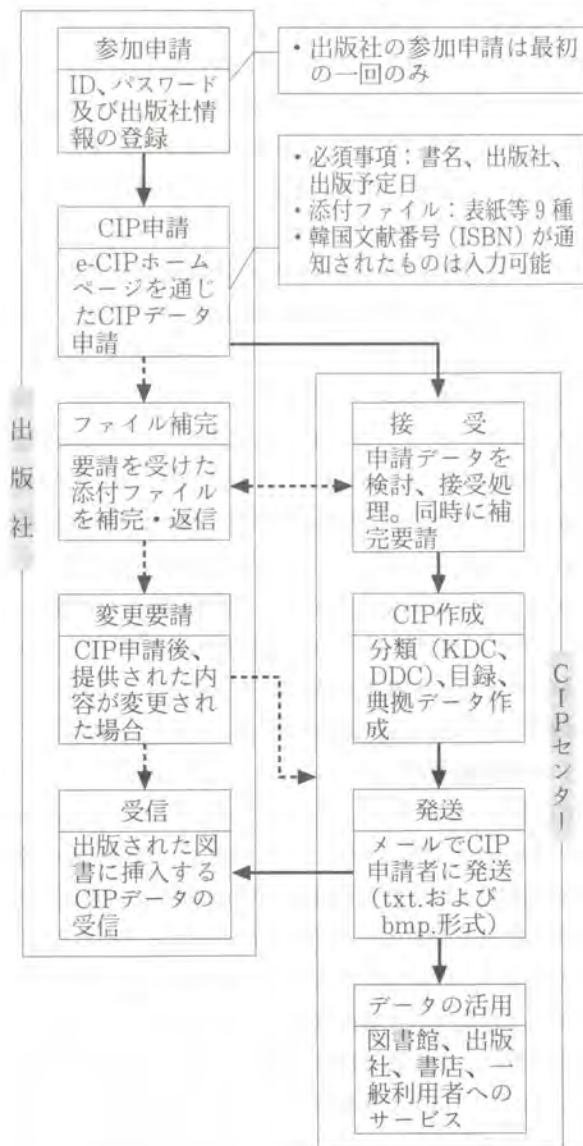 参加申請
ID、パスワード
及び出版社情
報の登録
・出版社の参加申請は最初
の一回のみ
CIP申請
e-CIPホーム
ページを通じ
たCIPデータ
申請
・必須事項：書名、出版社、
出版予定日
・添付ファイル：表紙等9種
・韓国文献番号（ISBN）が通
知されたものは入力可能
出版社
ファイル補完
要請を受けた
添付ファイル
を補完・返信
接　受
申請データを
検討、接受処
理。同時に補
完要請
変更要請
CIP申請後、
提供された内
容が変更され
た場合
CIP作成
分類（KDC、
DDC）、目録、
典拠データ作
成
CIPセンター
受信
出版された図
書に挿入する
CIPデータの
受信
発送
メールでCIP
申請者に発送
（txt.および
bmp.形式）
データの活用
図書館、出版
社、書店、一
般利用者への
サービス